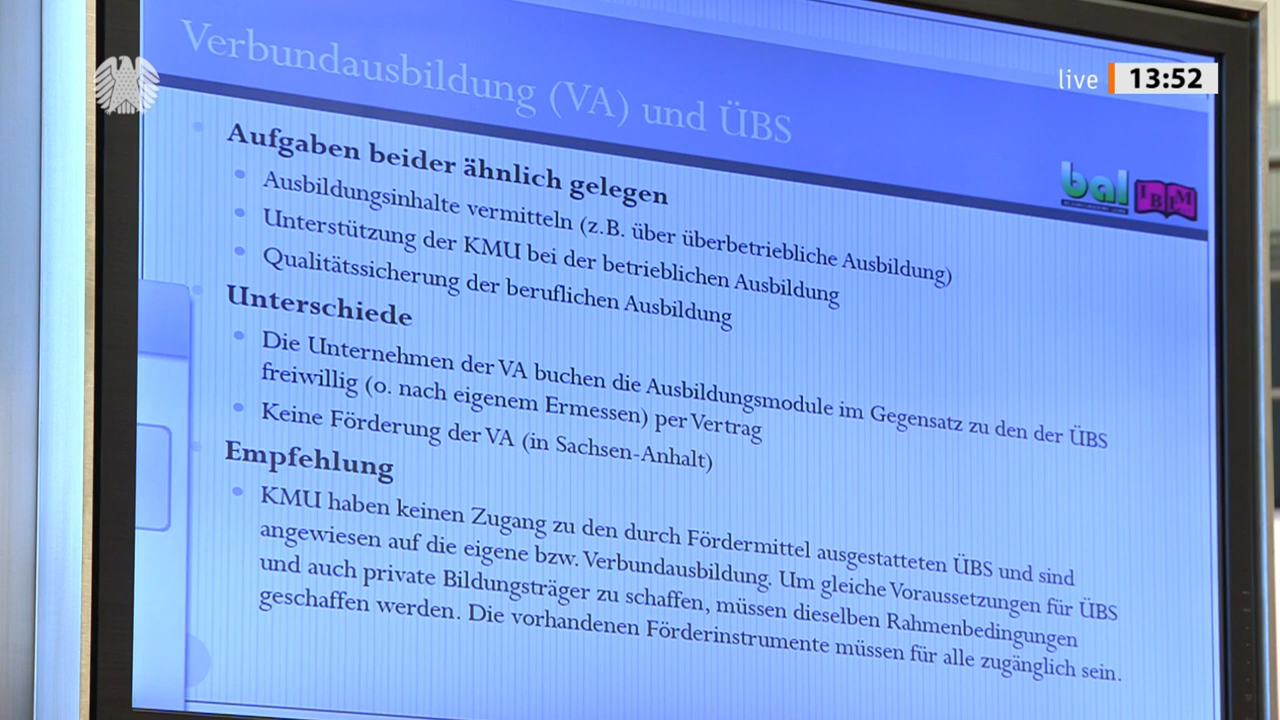 live 13:52
Verbundausbildung (VA) und ÜBS
bal
IBIM
Aufgaben beider ähnlich gelegen
Ausbildungsinhalte vermitteln (z.B. über überbetriebliche Ausbildung)
Unterstützung der KMU bei der betrieblichen Ausbildung
Qualitätssicherung der beruflichen Ausbildung
Unterschiede
Die Unternehmen der VA buchen die Ausbildungsmodule im Gegensatz zu den der ÜBS
freiwillig (o. nach eigenem Ermessen) per Vertrag
Keine Förderung der VA (in Sachsen-Anhalt)
Empfehlung
KMU haben keinen Zugang zu den durch Fördermittel ausgestatteten ÜBS und sind
angewiesen auf die eigene bzw. Verbundausbildung. Um gleiche Voraussetzungen für ÜBS
und auch private Bildungsträger zu schaffen, müssen dieselben Rahmenbedingungen
geschaffen werden. Die vorhandenen Förderinstrumente müssen für alle zugänglich sein.